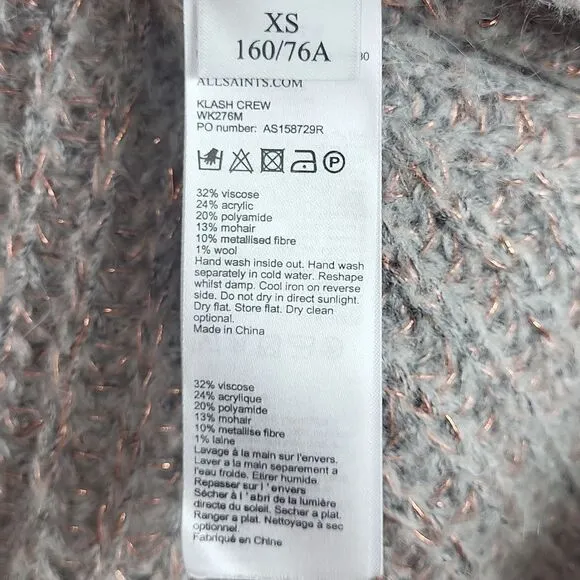 XS
160/76A
30
ALLSAINTS.COM
KLASH CREW
WK276M
PO number: AS158729R
P
32% viscose
24% acrylic
20% polyamide
13% mohair
10% metallised fibre
1% wool
Hand wash inside out. Hand wash
separately in cold water. Reshape
whilst damp. Cool iron on reverse
side. Do not dry in direct sunlight.
Dry flat. Store flat. Dry clean
optional.
Made in China
32% viscose
24% acrylique
20% polyamide
13% mohair
10% metallise fibre
1% laine
Lavage à la main sur l'envers.
Laver a la main separement a
l'eau froide. Etirer humide.
Repasser sur l ' envers
Sécher à l ' abri de la lumière
directe du soleil. Secher a plat.
Ranger a plat. Nettoyage à sec
optionnel.
Fabriqué en Chine